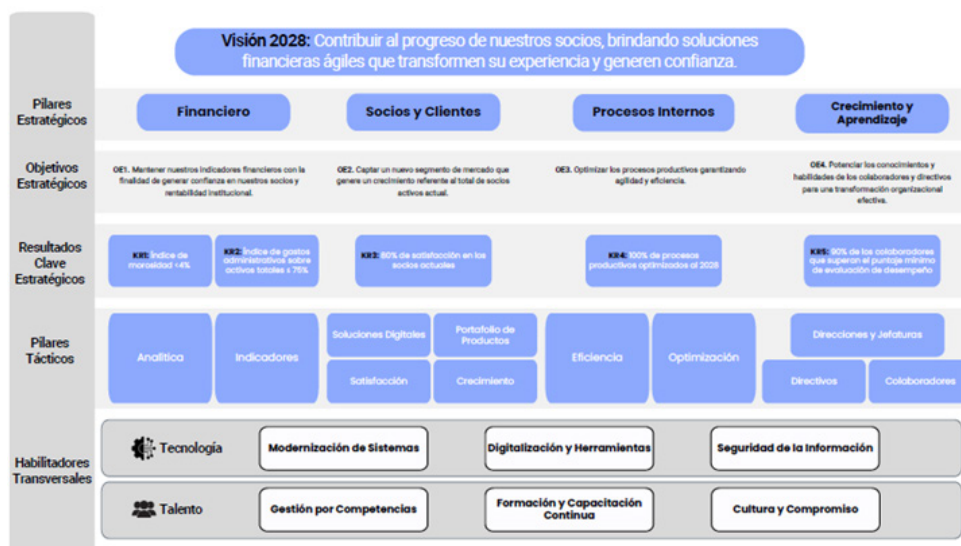 Visión 2028: Contribuir al progreso de nuestros socios, brindando soluciones
financieras ágiles que transformen su experiencia y generen confianza.
Pilares
Estratégicos
Financiero
Socios y Clientes
Procesos Internos
Crecimiento y
Aprendizaje
Objetivos
Estratégicos
OE1. Mantener nuestros indicadores financieros con la
finalidad de generar confianza en nuestros socios y
rentabilidad institucional.
OE2. Captar un nuevo segmento de mercado que
genere un crecimiento referente al total de socios
activos actual.
OE3. Optimizar los procesos productivos garantizando
agilidad y eficiencia.
OE4. Potenciar los conocimientos y
habilidades de los colaboradores y directivos
para una transformación organizacional
efectiva.
Resultados
Clave
Estratégicos
KR1: Índice de
morosidad <4%
KR2: Índice de gastos
administrativos sobre
activos totales ≤ 75%
KR3: 80% de satisfacción en los
socios actuales
KR4: 100% de procesos
productivos optimizados al 2028
KR5: 90% de los colaboradores
que superan el puntaje mínimo
de evaluación de desempeño
Pilares
Tácticos
Analítica
Indicadores
Soluciones Digitales
Portafolio de
Productos
Satisfacción
Crecimiento
Eficiencia
Optimización
Direcciones y Jefaturas
Directivos
Colaboradores
Habilitadores
Transversales
Tecnología
Modernización de Sistemas
Digitalización y Herramientas
Seguridad de la Información
Talento
Gestión por Competencias
Formación y Capacitación
Continua
Cultura y Compromiso